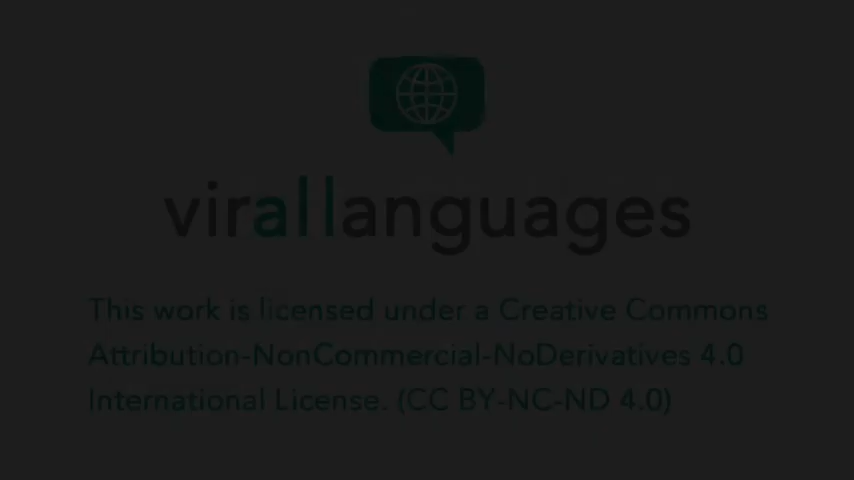 virallanguages
This work is licensed under a Creative Commons
Attribution-NonCommercial-NoDerivatives 4.0
International License. (CC BY-NC-ND 4.0)